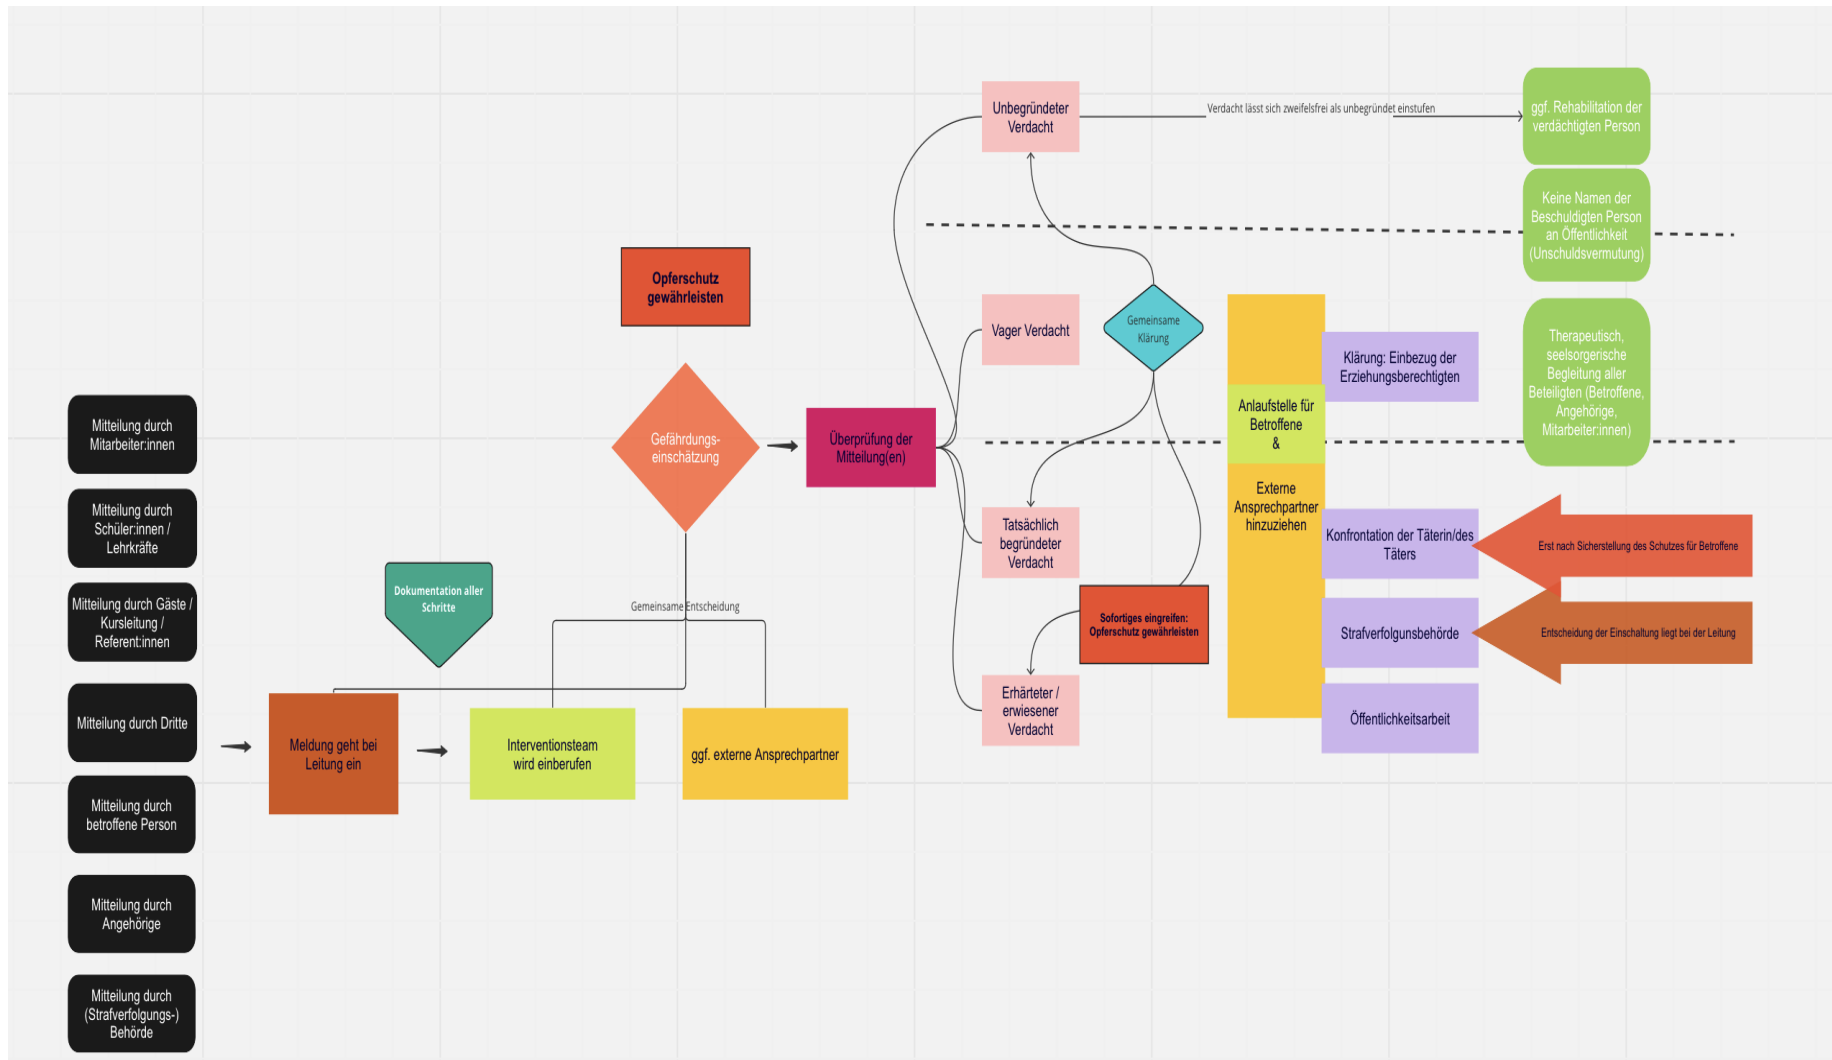 Mitteilung durch
Mitarbeiter:innen
Mitteilung durch
Schüler:innen /
Lehrkräfte
Mitteilung durch Gäste /
Kursleitung /
Referent:innen
Mitteilung durch Dritte
Mitteilung durch
betroffene Person
Mitteilung durch
Angehörige
Mitteilung durch
(Strafverfolgungs-)
Behörde
Meldung geht bei
Leitung ein
Dokumentation aller
Schritte
Interventionsteam
wird einberufen
ggf. externe Ansprechpartner
Gemeinsame Entscheidung
Opferschutz
gewährleisten
Gefährdungs-
einschätzung
Überprüfung der
Mitteilung(en)
Unbegründeter
Verdacht
Vager Verdacht
Tatsächlich
begründeter
Verdacht
Erhärteter /
erwiesener
Verdacht
Gemeinsame
Klärung
Sofortiges eingreifen:
Opferschutz gewährleisten
Verdacht lässt sich zweifelsfrei als unbegründet einstufen
Anlaufstelle für
Betroffene
&
Externe
Ansprechpartner
hinzuziehen
Klärung: Einbezug der
Erziehungsberechtigten
Konfrontation der Täterin/des
Täters
Strafverfolgunsbehörde
Öffentlichkeitsarbeit
ggf. Rehabilitation der
verdächtigten Person
Keine Namen der
Beschuldigten Person
an Öffentlichkeit
(Unschuldsvermutung)
Therapeutisch,
seelsorgerische
Begleitung aller
Beteiligten (Betroffene,
Angehörige,
Mitarbeiter:innen)
Erst nach Sicherstellung des Schutzes für Betroffene
Entscheidung der Einschaltung liegt bei der Leitung